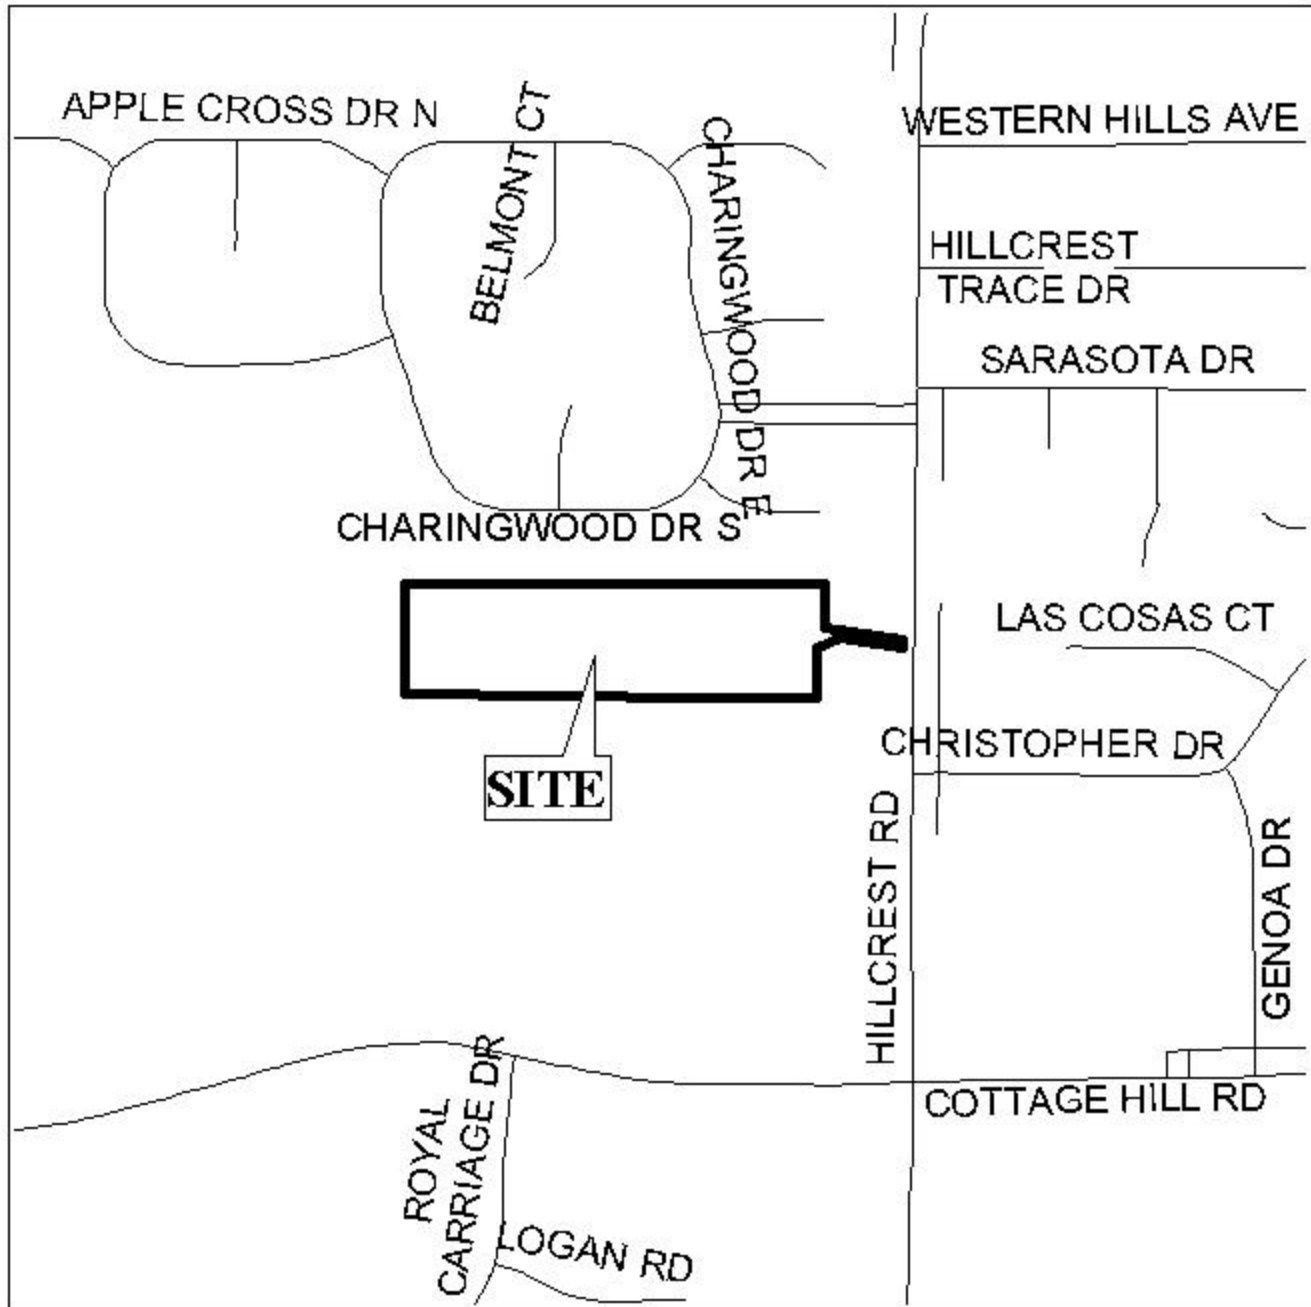 APPLE CROSS DR N
BELMONT CT
CHARINGWOOD DR E
WESTERN HILLS AVE
HILLCREST
TRACE DR
SARASOTA DR
CHARINGWOOD DR S
LAS COSAS CT
CHRISTOPHER DR
SITE
HILLCREST RD
GENOA DR
COTTAGE HILL RD
ROYAL
CARRIAGE DR
LOGAN RD